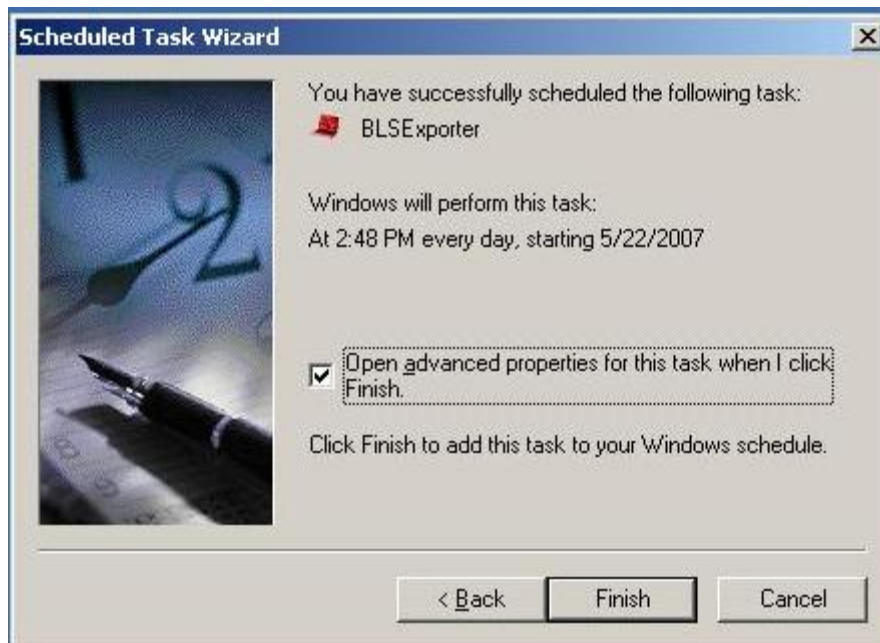 Scheduled Task Wizard
You have successfully scheduled the following task:
BLSExporter
Windows will perform this task:
At 2:48 PM every day, starting 5/22/2007
Open advanced properties for this task when I click
Finish.
Click Finish to add this task to your Windows schedule.
< Back
Finish
Cancel